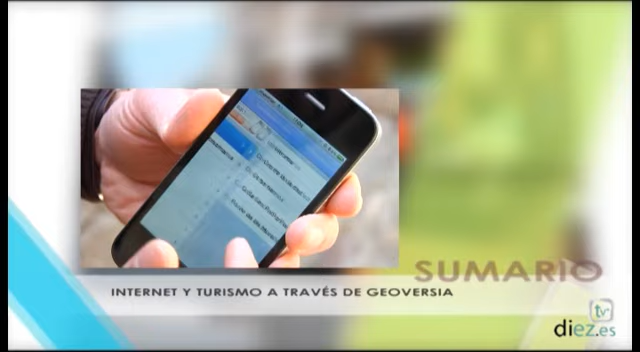 SUMARIO
INTERNET Y TURISMO A TRAVÉS DE GEOVERSIA
tv
diez.es